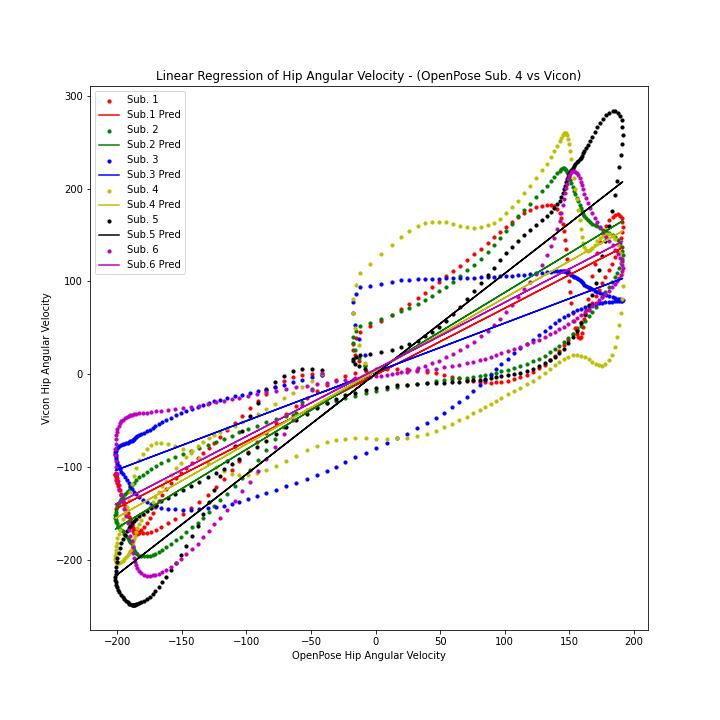 Linear Regression of Hip Angular Velocity - (OpenPose Sub. 4 vs Vicon)
300
200
100
0
−100
−200
Vicon Hip Angular Velocity
Sub. 1
Sub.1 Pred
Sub. 2
Sub.2 Pred
Sub. 3
Sub.3 Pred
Sub. 4
Sub.4 Pred
Sub. 5
Sub.5 Pred
Sub. 6
Sub.6 Pred
−200 −150 −100 −50 0 50 100 150 200
OpenPose Hip Angular Velocity